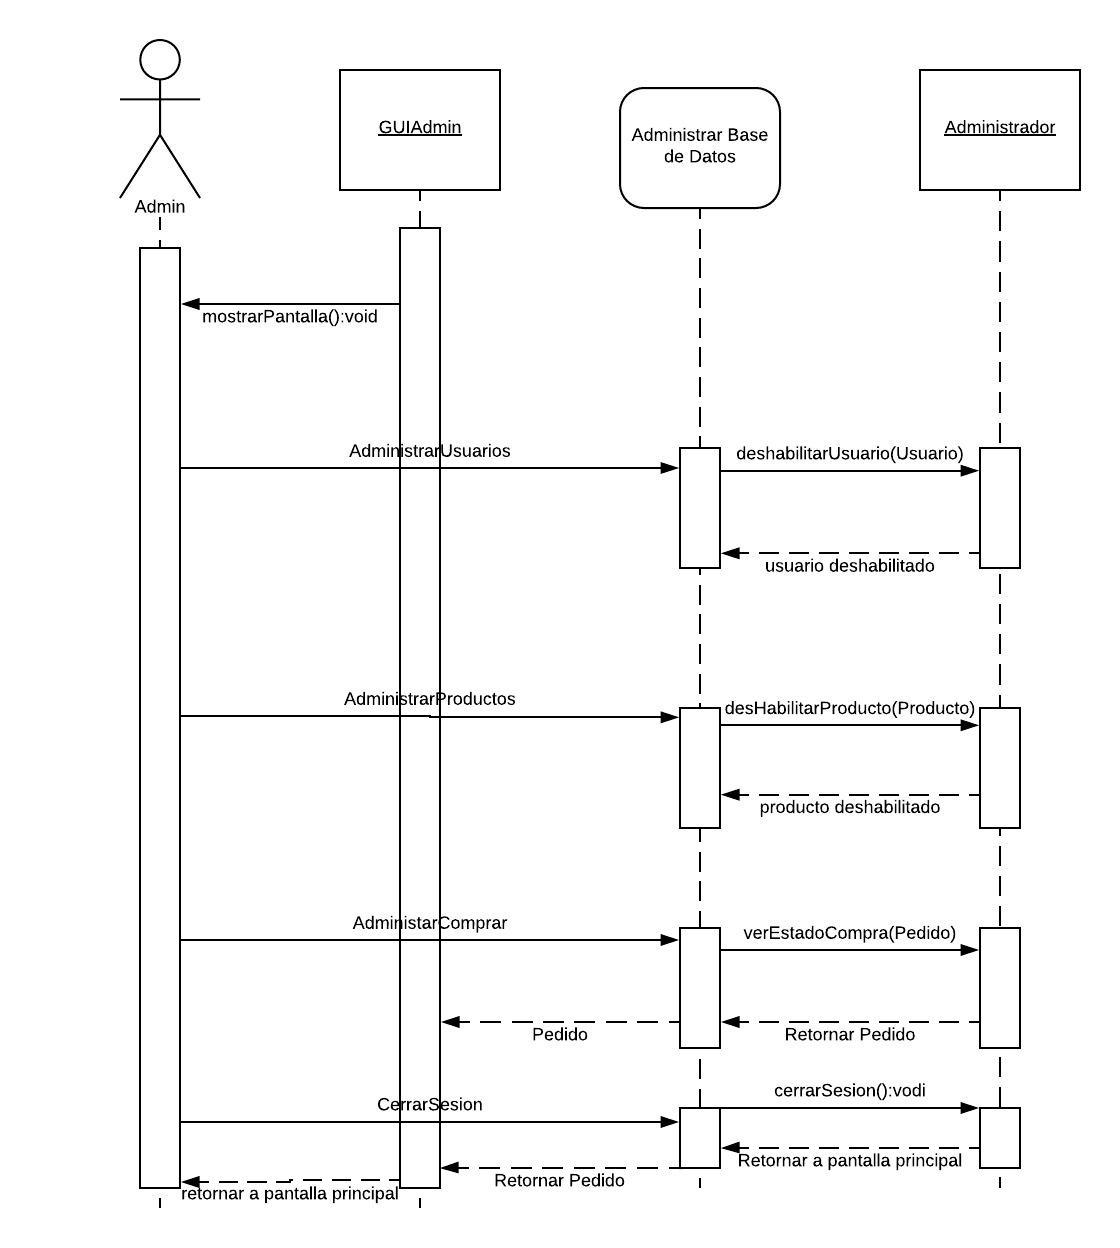 Admin
GUIAdmin
Administrar Base
de Datos
Administrador
mostrarPantalla():void
AdministrarUsuarios
deshabilitarUsuario(Usuario)
usuario deshabilitado
AdministrarProductos
desHabilitarProducto(Producto)
producto deshabilitado
AdministarComprar
verEstadoCompra(Pedido)
Pedido
Retornar Pedido
CerrarSesion
cerrarSesion():vodi
Retornar a pantalla principal
Retornar Pedido
retornar a pantalla principal